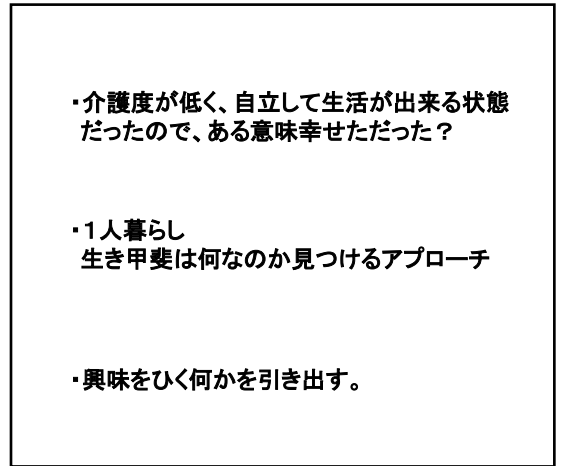 ・介護度が低く、自立して生活が出来る状態
だったので、ある意味幸せただった？
・１人暮らし
生き甲斐は何なのか見つけるアプローチ
・興味をひく何かを引き出す。